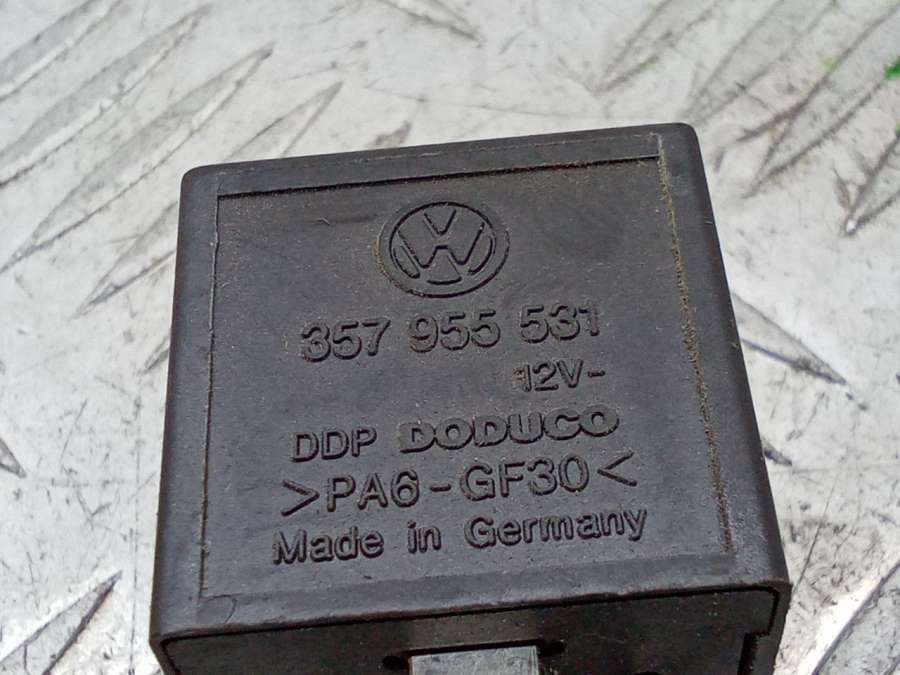 357 955 531
12V-
DDP DODUCO
>PA6-GF30<
Made in Germany